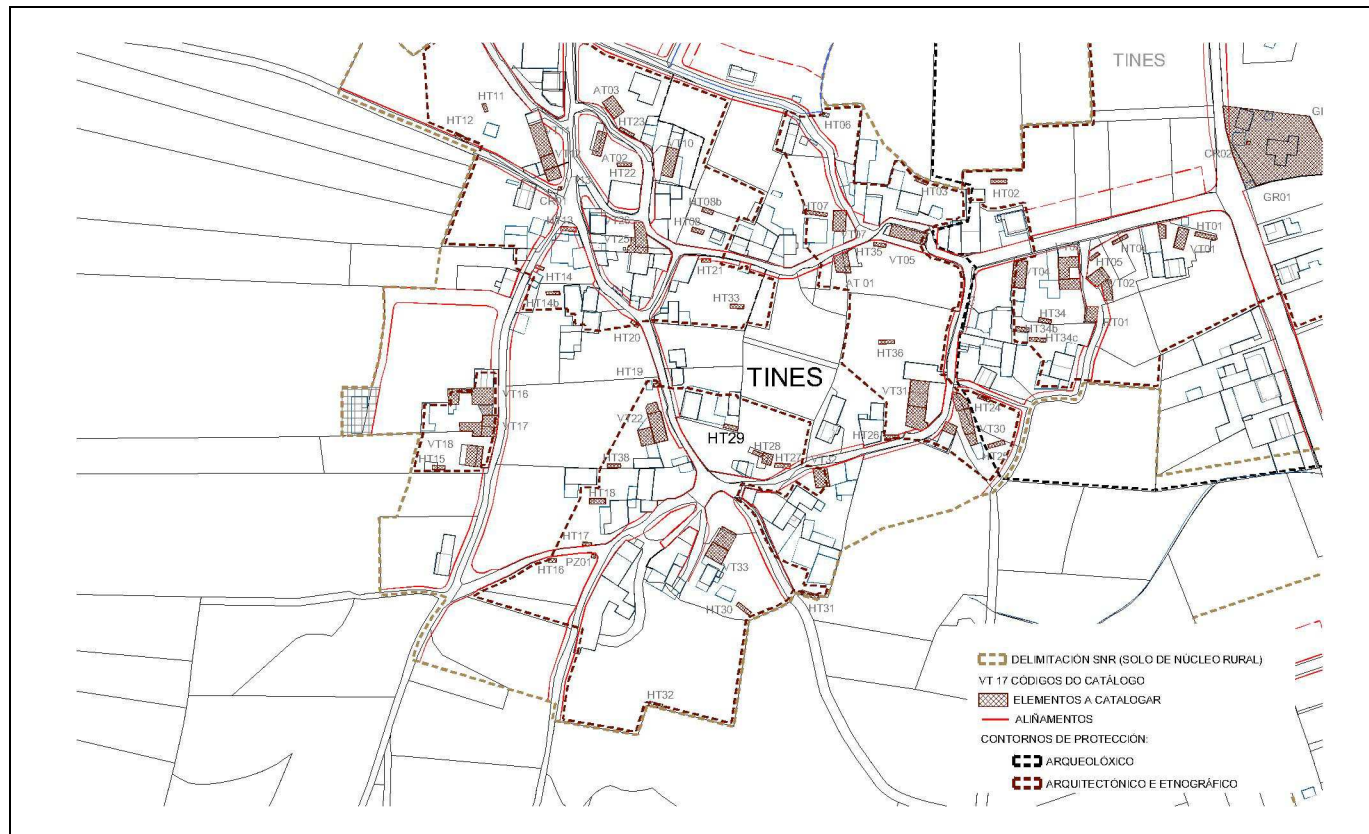 TINES
HT11
AT03
HT23
HT06
HT12
VT10
AT02
HT22
CR02
HT03
HT02
GR01
HT08b
HT07
HT08
VT07
HT35
VT05
HT01
VT01
VT25
HT21
AT 01
HT05
VT04
VT02
HT14
HT14b
HT33
HT34
RT01
HT34b
HT34c
HT20
HT36
HT19
TINES
VT16
VT31
HT24
VT22
VT17
HT29
HT26
VT30
VT18
HT28
HT15
HT38
HT27
VT32
HT18
HT17
PZ01
HT16
VT33
HT30
HT31
HT32
DELIMITACIÓN SNR (SOLO DE NÚCLEO RURAL)
VT 17 CÓDIGOS DO CATÁLOGO
ELEMENTOS A CATALOGAR
ALIÑAMENTOS
CONTORNOS DE PROTECCIÓN:
ARQUEOLÓXICO
ARQUITECTÓNICO E ETNOGRÁFICO